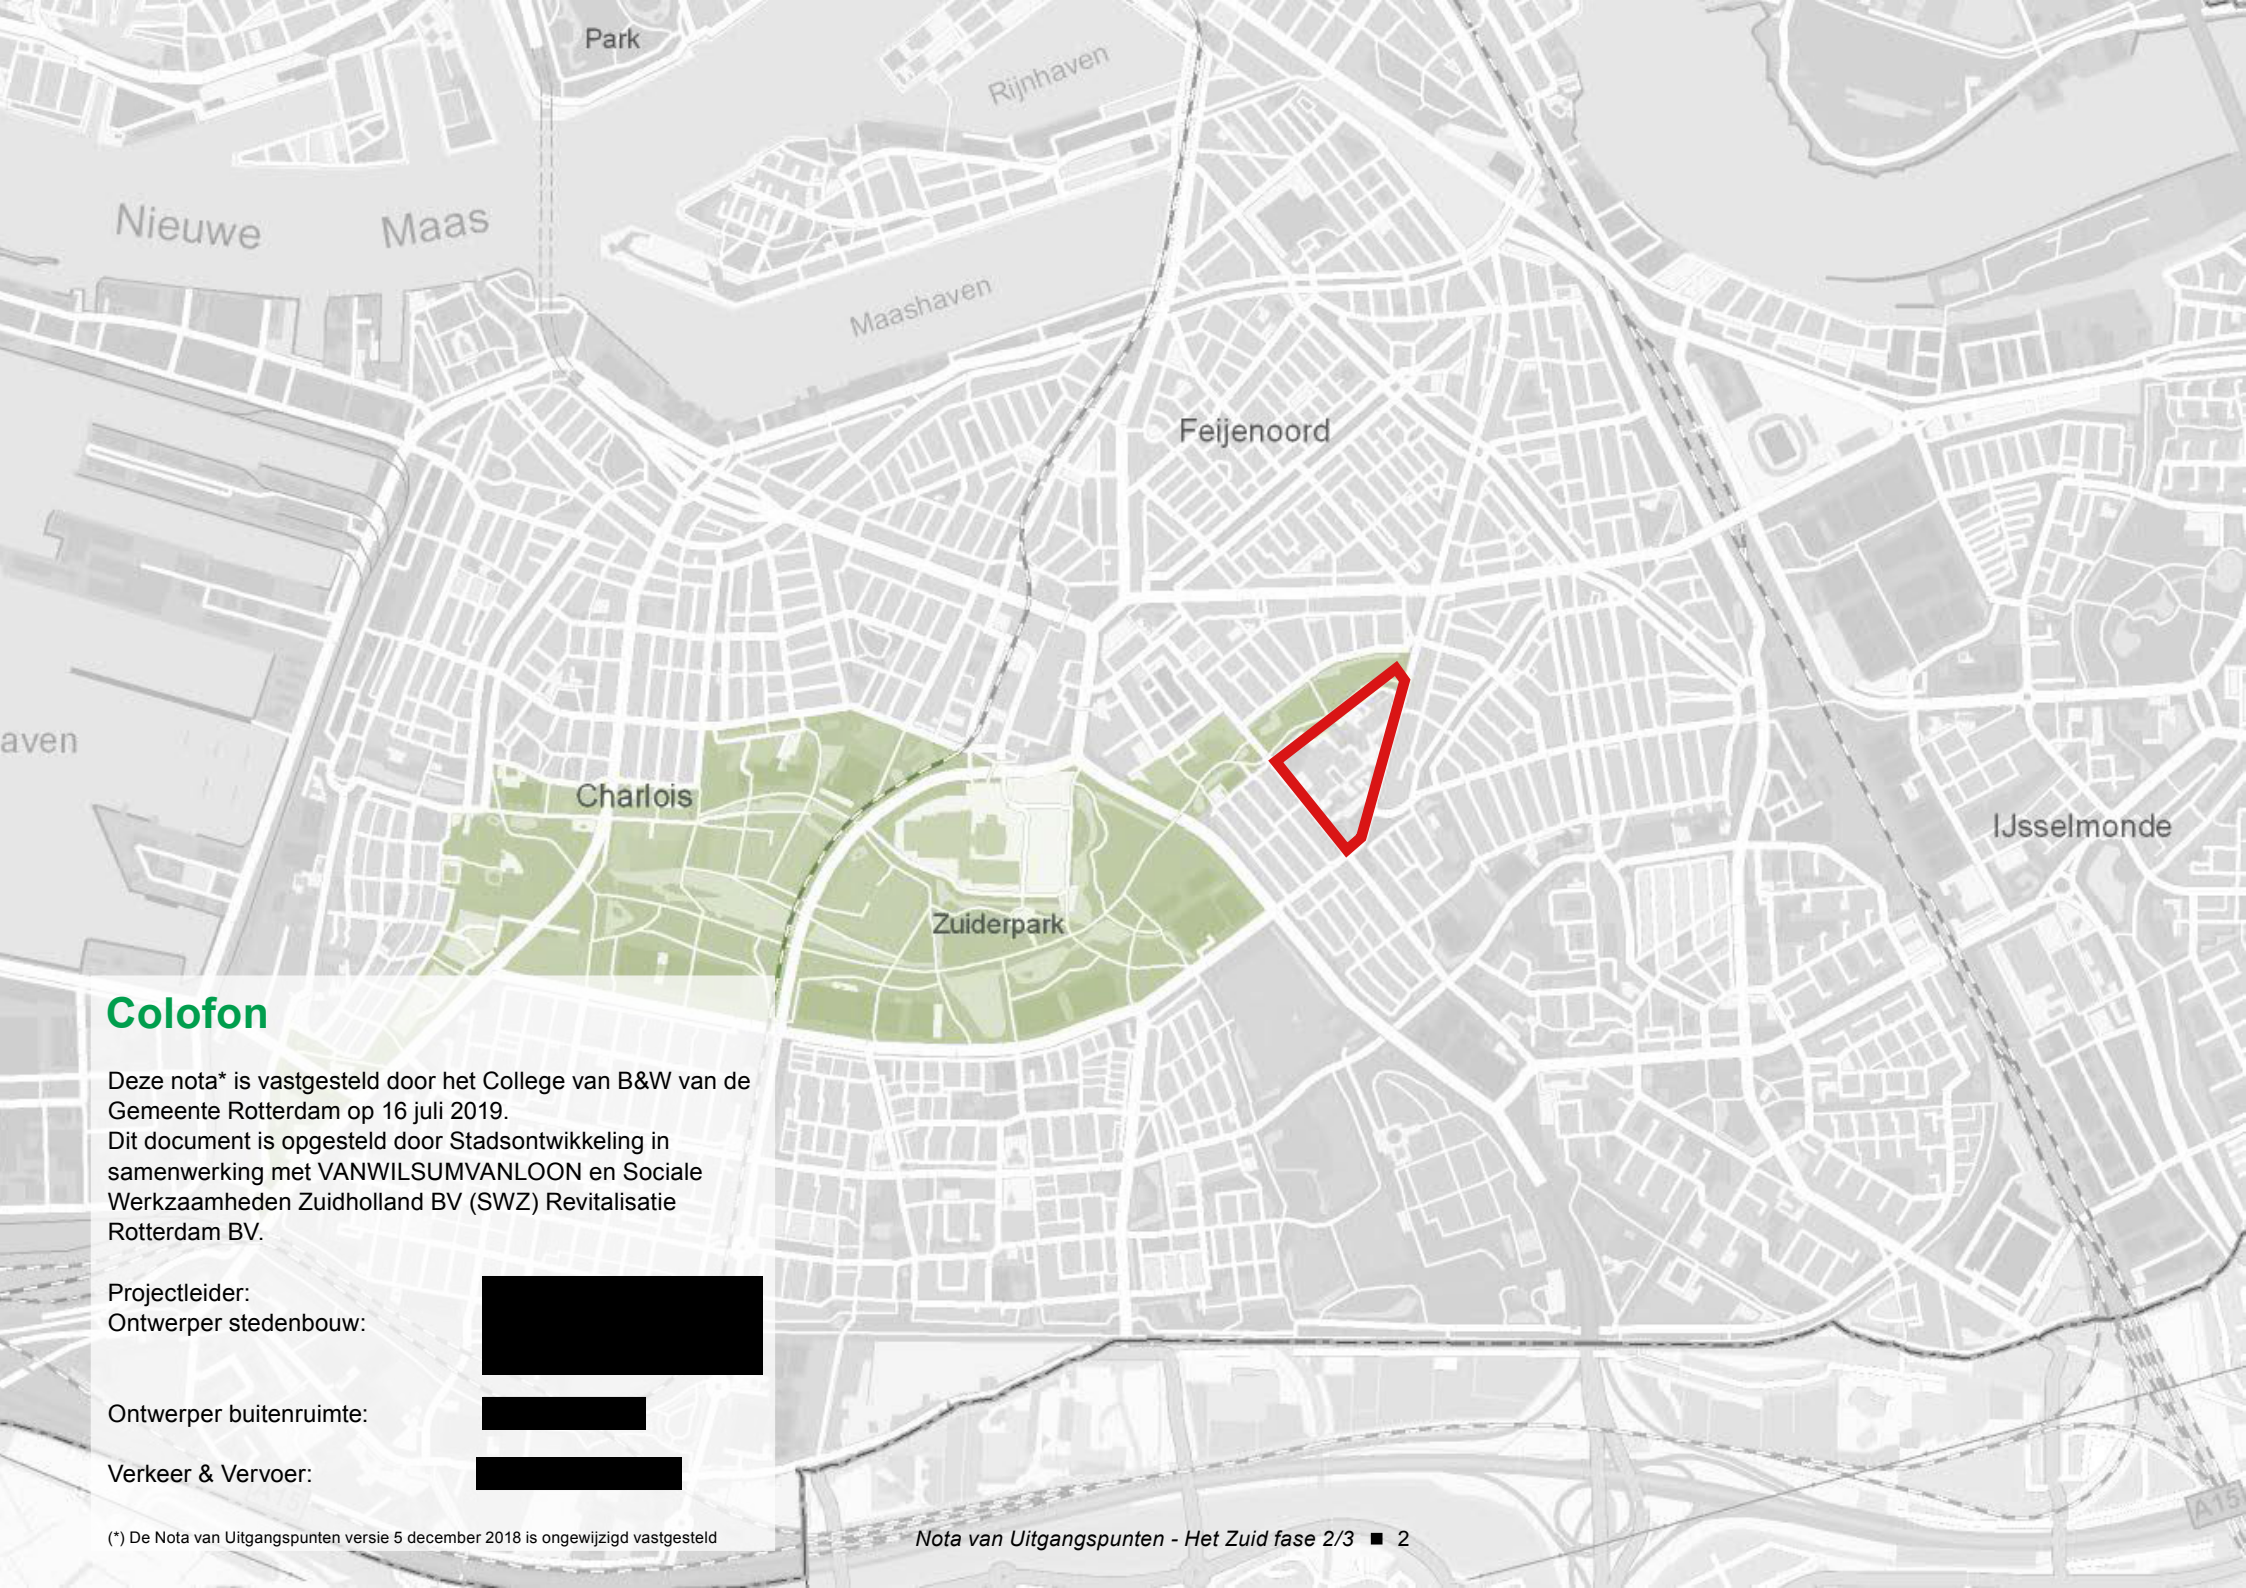 Park
Rijnhaven
Nieuwe Maas
Maashaven
Feijenoord
aven
Charlois
IJsselmonde
Zuiderpark
Colofon
Deze nota* is vastgesteld door het College van B&W van de
Gemeente Rotterdam op 16 juli 2019.
Dit document is opgesteld door Stadsontwikkeling in
samenwerking met VANWILSUMVANLOON en Sociale
Werkzaamheden Zuidholland BV (SWZ) Revitalisatie
Rotterdam BV.
Projectleider:
Ontwerper stedenbouw:
Ontwerper buitenruimte:
Verkeer & Vervoer:
(*) De Nota van Uitgangspunten versie 5 december 2018 is ongewijzigd vastgesteld
A15
Nota van Uitgangspunten - Het Zuid fase 2/3 ■ 2